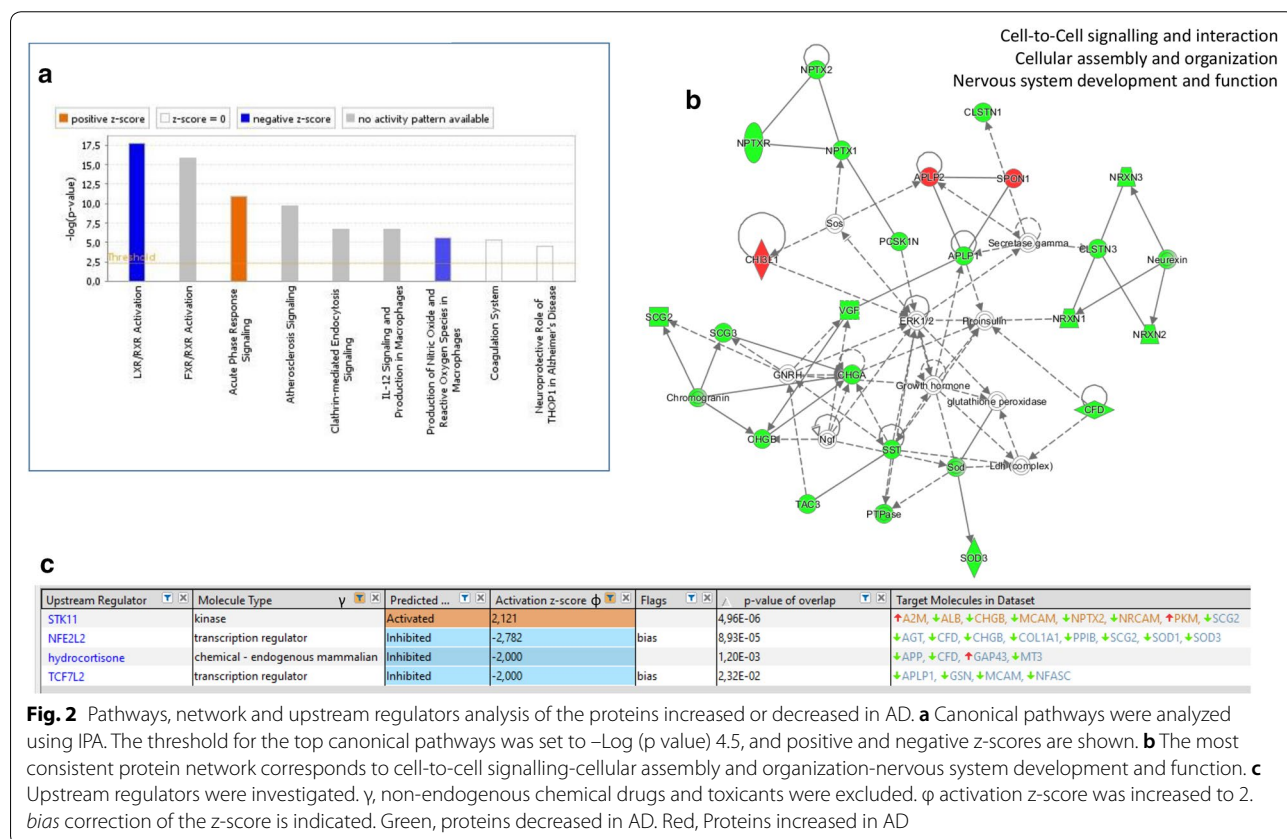 Cell-to-Cell signalling and interaction
Cellular assembly and organization
Nervous system development and function
a
positive z-score
z-score = 0
negative z-score
no activity pattern available
-log(p-value)
17,5
15,0
12,5
10,0
7,5
5,0
2,5
0,0
Threshold
LXR/RXR Activation
FXR/RXR Activation
Acute Phase Response
Signaling
Atherosclerosis Signaling
Clathrin-mediated Endocytosis
Signaling
IL-12 Signaling and
Production in Macrophages
Production of Nitric Oxide and
Reactive Oxygen Species in
Macrophages
Coagulation System
Neuroprotective Role of
THOP1 in Alzheimer's Disease
b
NPTX2
CLSTN1
NPTXR
NPTX1
APLP2
SPON1
NRXN3
Sos
PCSK1N
Secretase gamma
CHI3L1
APLP1
CLSTN3
Neurexin
SCG2
VGF
SCG3
ERK1/2
Proinsulin
NRXN1
NRXN2
GNRH
CHGA
Growth hormone
Chromogranin
glutathione peroxidase
CFD
CHGB
Ngf
SST
Sod
Ldh (complex)
TAC3
PTPase
SOD3
c
Upstream Regulator Molecule Type γ Predicted ... Activation z-score ϕ Flags p-value of overlap Target Molecules in Dataset
STK11 kinase Activated 2,121 4,96E-06 ↑A2M, ↓ALB, ↓CHGB, ↓MCAM, ↓NPTX2, ↓NRCAM, ↑PKM, ↓SCG2
NFE2L2 transcription regulator Inhibited -2,782 bias 8,93E-05 ↓AGT, ↓CFD, ↓CHGB, ↓COL1A1, ↓PPIB, ↓SCG2, ↓SOD1, ↓SOD3
hydrocortisone chemical - endogenous mammalian Inhibited -2,000 1,20E-03 ↓APP, ↓CFD, ↑GAP43, ↓MT3
TCF7L2 transcription regulator Inhibited -2,000 bias 2,32E-02 ↓APLP1, ↓GSN, ↓MCAM, ↓NFASC
Fig. 2 Pathways, network and upstream regulators analysis of the proteins increased or decreased in AD. a Canonical pathways were analyzed
using IPA. The threshold for the top canonical pathways was set to –Log (p value) 4.5, and positive and negative z-scores are shown. b The most
consistent protein network corresponds to cell-to-cell signalling-cellular assembly and organization-nervous system development and function. c
Upstream regulators were investigated. γ, non-endogenous chemical drugs and toxicants were excluded. φ activation z-score was increased to 2.
bias correction of the z-score is indicated. Green, proteins decreased in AD. Red, Proteins increased in AD